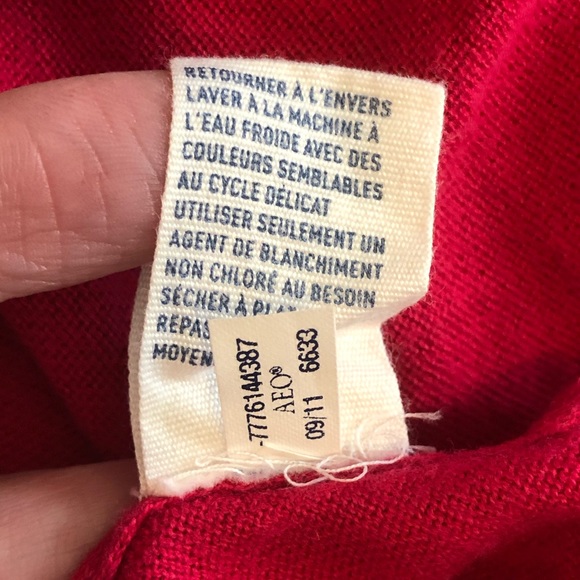 RETOURNER À L'ENVERS
LAVER À LA MACHINE À
L'EAU FROIDE AVEC DES
COULEURS SEMBLABLES
AU CYCLE DÉLICAT
UTILISER SEULEMENT UN
AGENT DE BLANCHIMENT
NON CHLORÉ AU BESOIN
SÉCHER À
MOYEN
-7776144387
AEO®
09/11 6633